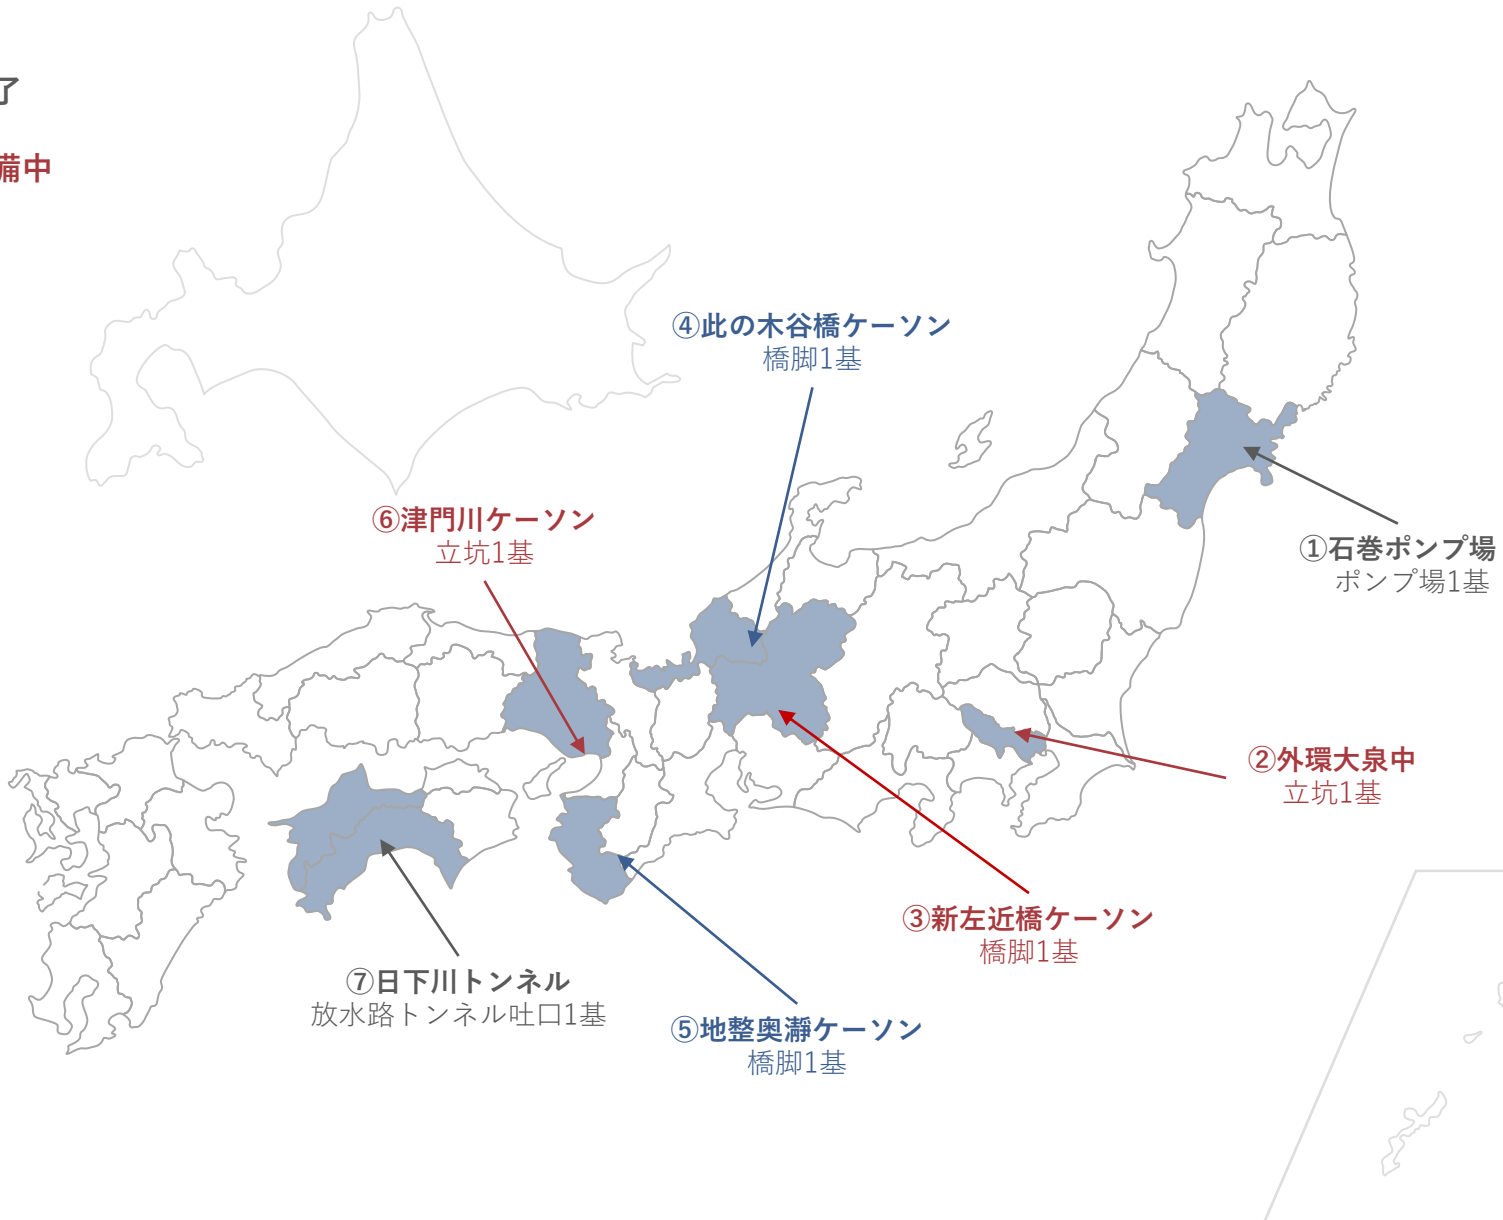 了
備中
④此の木谷橋ケーソン
橋脚1基
⑥津門川ケーソン
立坑1基
①石巻ポンプ場
ポンプ場1基
②外環大泉中
立坑1基
③新左近橋ケーソン
橋脚1基
⑦日下川トンネル
放水路トンネル吐口1基
⑤地整奥瀞ケーソン
橋脚1基